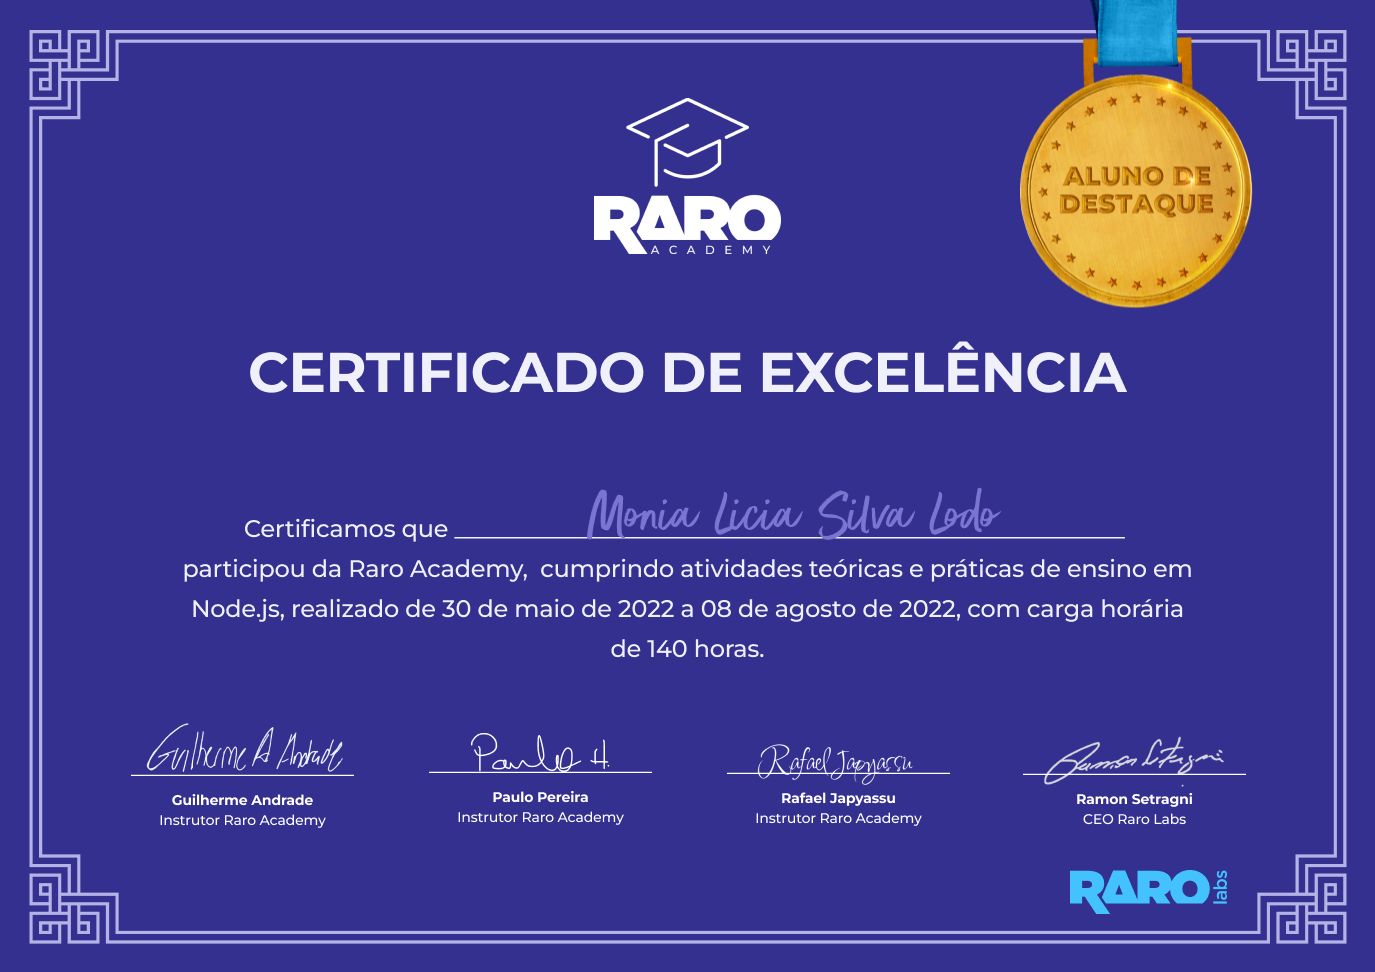 RARO
ACADEMY
ALUNO DE
DESTAQUE
CERTIFICADO DE EXCELÊNCIA
Certificamos que Monia Licia Silva Lodo
participou da Raro Academy, cumprindo atividades teóricas e práticas de ensino em
Node.js, realizado de 30 de maio de 2022 a 08 de agosto de 2022, com carga horária
de 140 horas.
Guilherme A Andrade
Guilherme Andrade
Instrutor Raro Academy
Paulo H.
Paulo Pereira
Instrutor Raro Academy
Rafael Japyassu
Rafael Japyassu
Instrutor Raro Academy
Ramon Setragni
Ramon Setragni
CEO Raro Labs
RARO labs